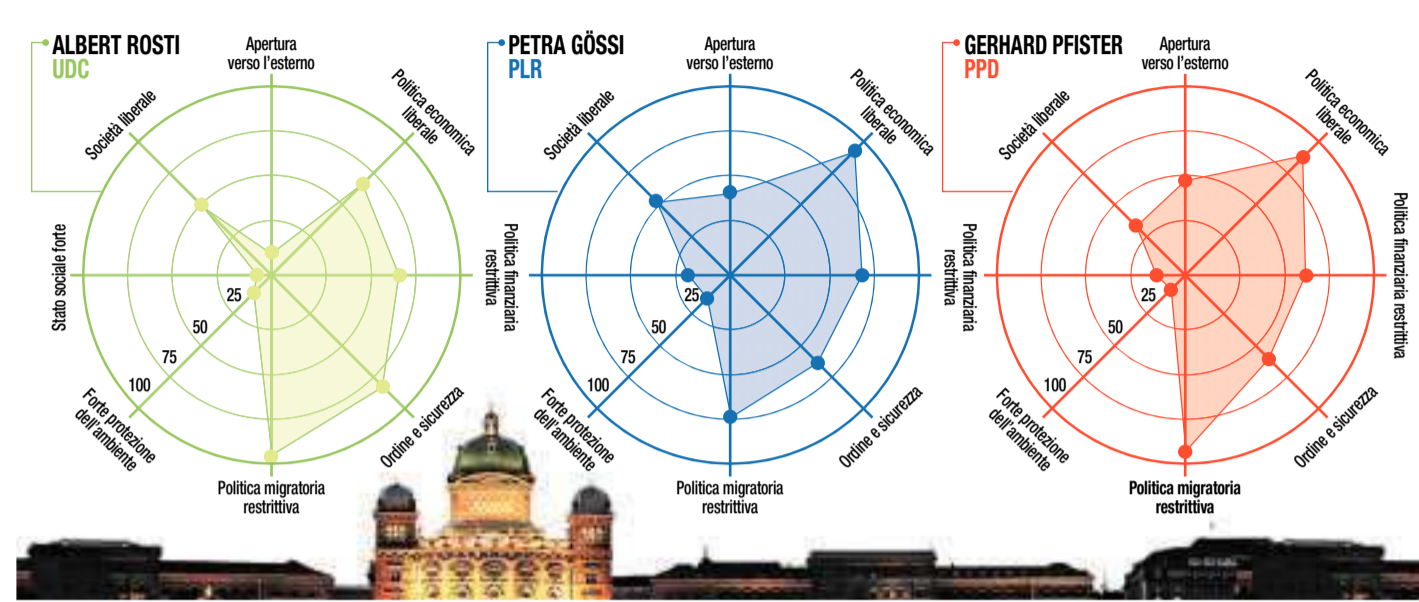 ALBERT ROSTI
UDC
Apertura
verso l'esterno
Politica economica
liberale
Società liberale
Stato sociale forte
Politica finanziaria
restrittiva
25
50
75
100
Forte protezione
dell'ambiente
Ordine e sicurezza
Politica migratoria
restrittiva
PETRA GÖSSI
PLR
Apertura
verso l'esterno
Politica economica
liberale
Società liberale
Politica finanziaria
restrittiva
25
50
75
100
Forte protezione
dell'ambiente
Ordine e sicurezza
Politica migratoria
restrittiva
GERHARD PFISTER
PPD
Apertura
verso l'esterno
Politica economica
liberale
Società liberale
Politica finanziaria restrittiva
25
50
75
100
Forte protezione
dell'ambiente
Ordine e sicurezza
Politica migratoria
restrittiva